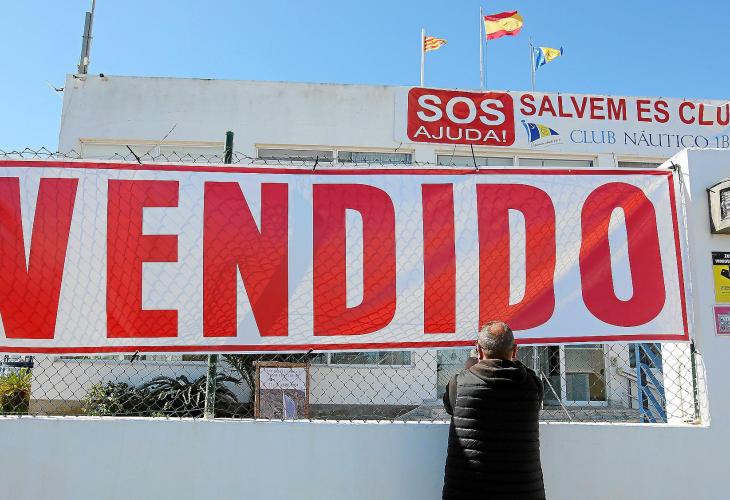 SOS
AJUDA!
SALVEM ES CLU
CLUB NÁUTICO IB
VENDIDO